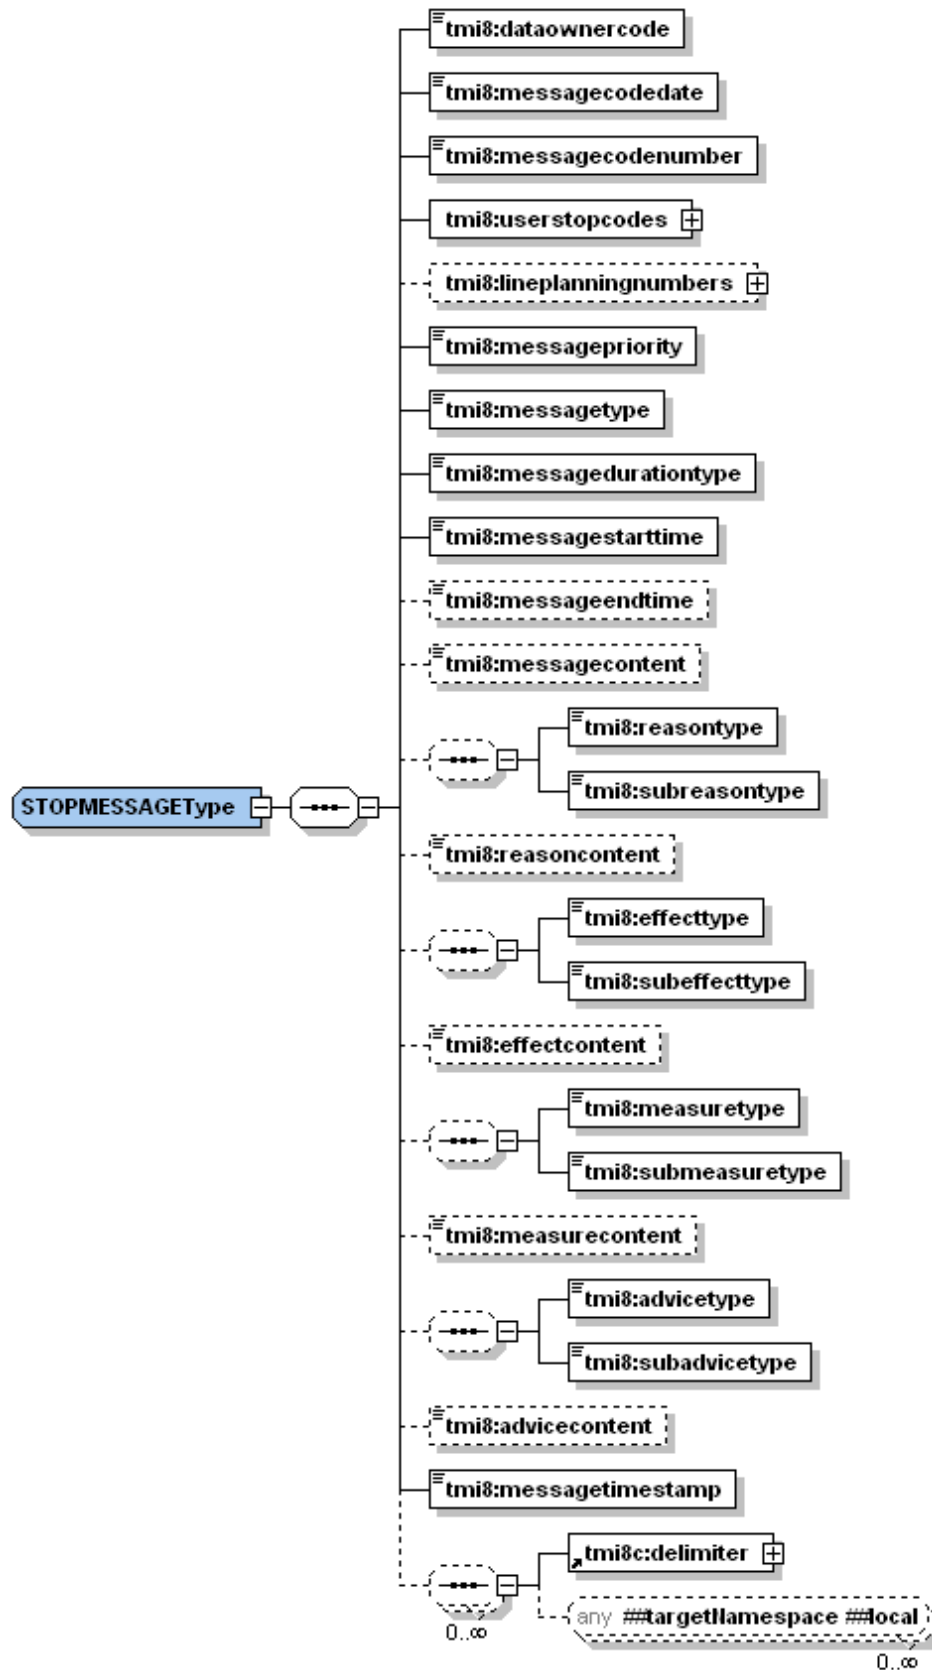 tmi8:dataownercode
tmi8:messagecodedate
tmi8:messagecodenumber
tmi8:userstopcodes
tmi8:lineplanningnumbers
tmi8:messagepriority
tmi8:messagetype
tmi8:messagedurationtype
tmi8:messagestarttime
tmi8:messageendtime
tmi8:messagecontent
tmi8:reasontype
tmi8:subreasontype
STOPMESSAGEType
tmi8:reasoncontent
tmi8:effecttype
tmi8:subeffecttype
tmi8:effectcontent
tmi8:measuretype
tmi8:submeasuretype
tmi8:measurecontent
tmi8:advicetype
tmi8:subadvicetype
tmi8:advicecontent
tmi8:messagetimestamp
tmi8c:delimiter
any ##targetNamespace ##local
0..∞
0..∞